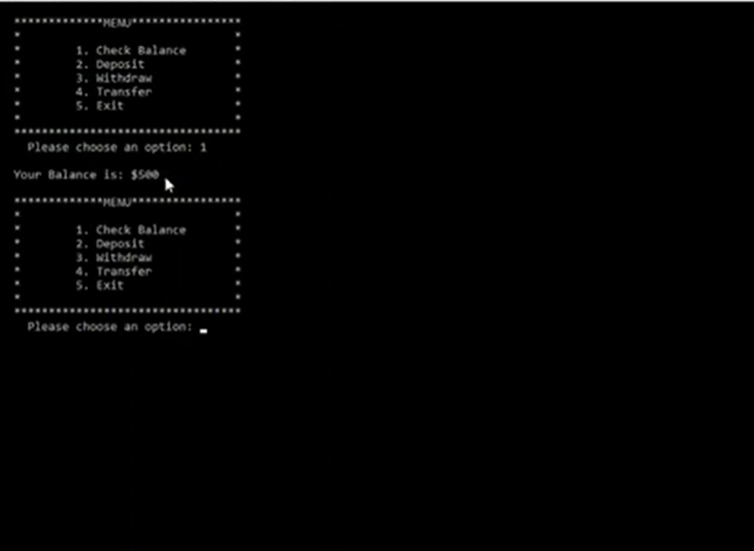 *************MENU****************
*                               *
*        1. Check Balance       *
*        2. Deposit             *
*        3. Withdraw            *
*        4. Transfer            *
*        5. Exit                *
*                               *
*********************************
Please choose an option: 1
Your Balance is: $500
*************MENU****************
*                               *
*        1. Check Balance       *
*        2. Deposit             *
*        3. Withdraw            *
*        4. Transfer            *
*        5. Exit                *
*                               *
*********************************
Please choose an option: